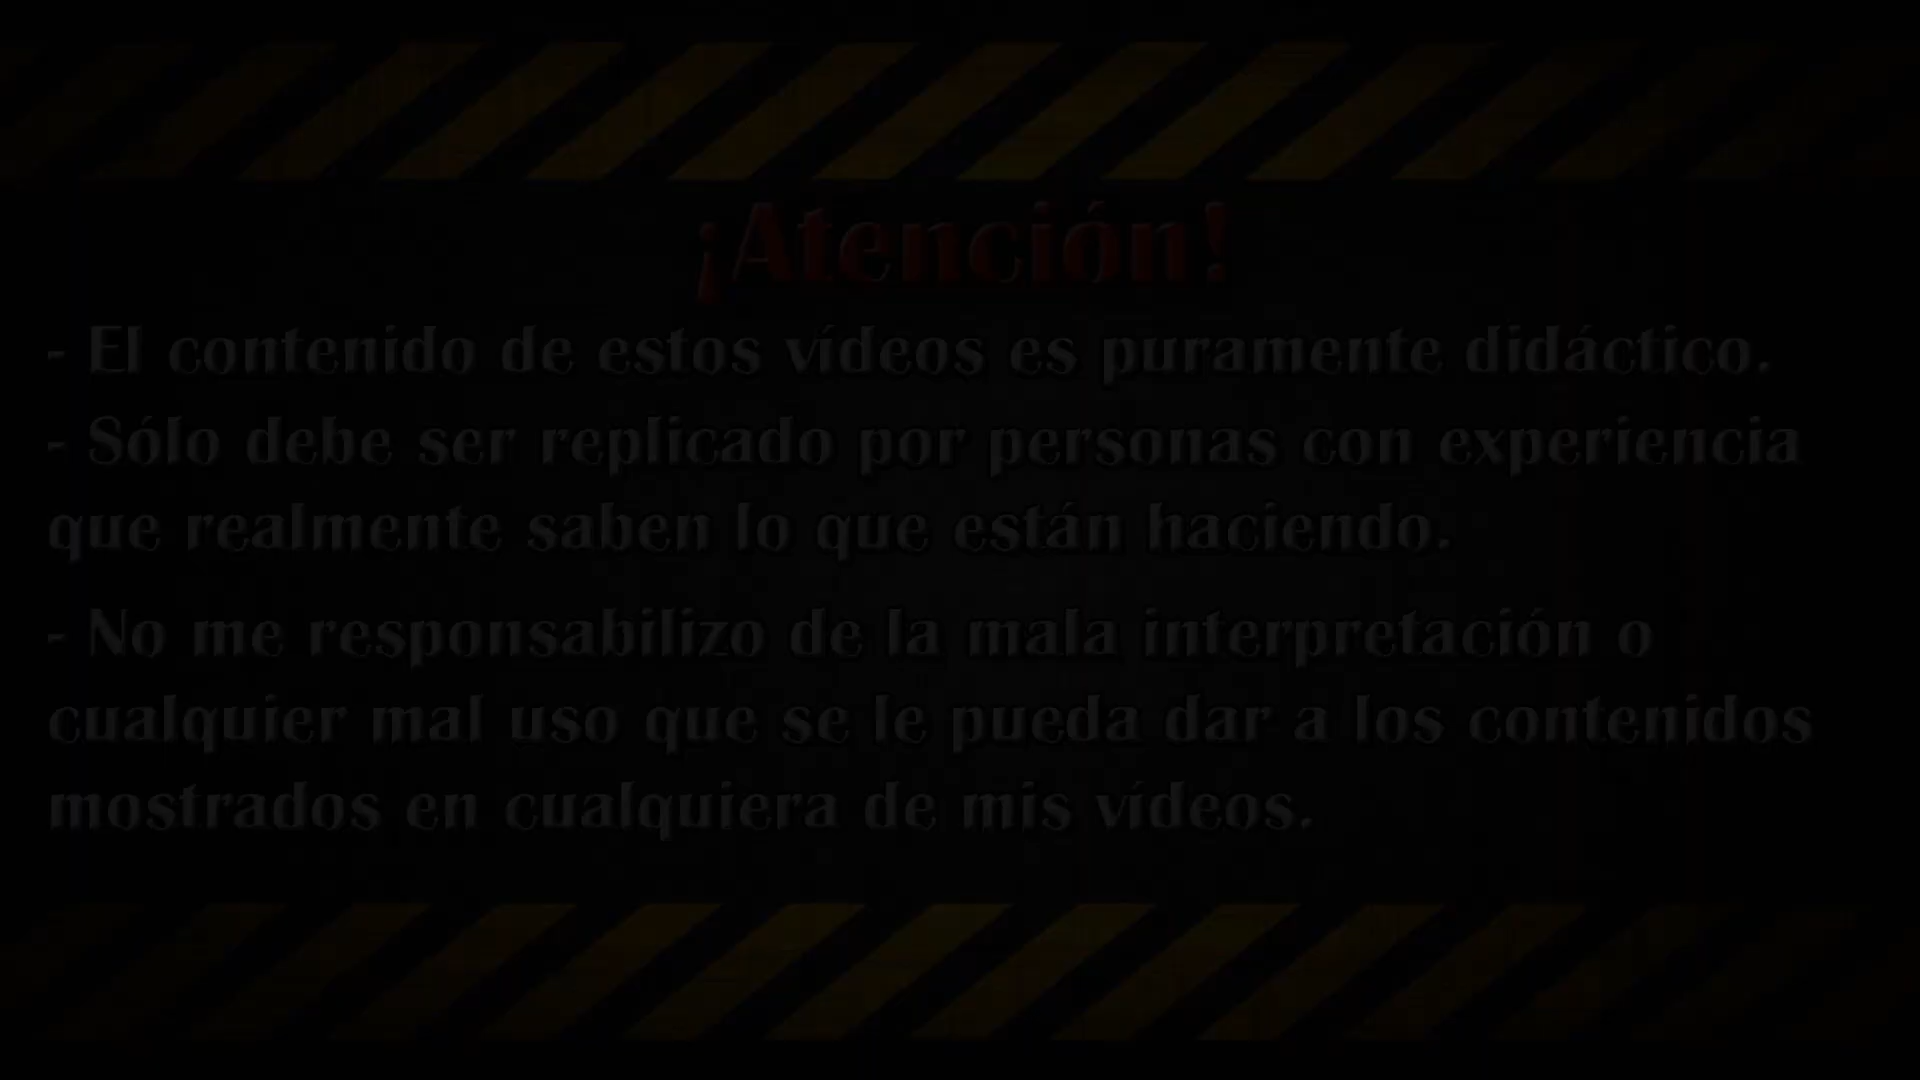 ¡Atención!
- El contenido de estos vídeos es puramente didáctico.
- Sólo debe ser replicado por personas con experiencia
que realmente saben lo que están haciendo.
- No me responsabilizo de la mala interpretación o
cualquier mal uso que se le pueda dar a los contenidos
mostrados en cualquiera de mis vídeos.